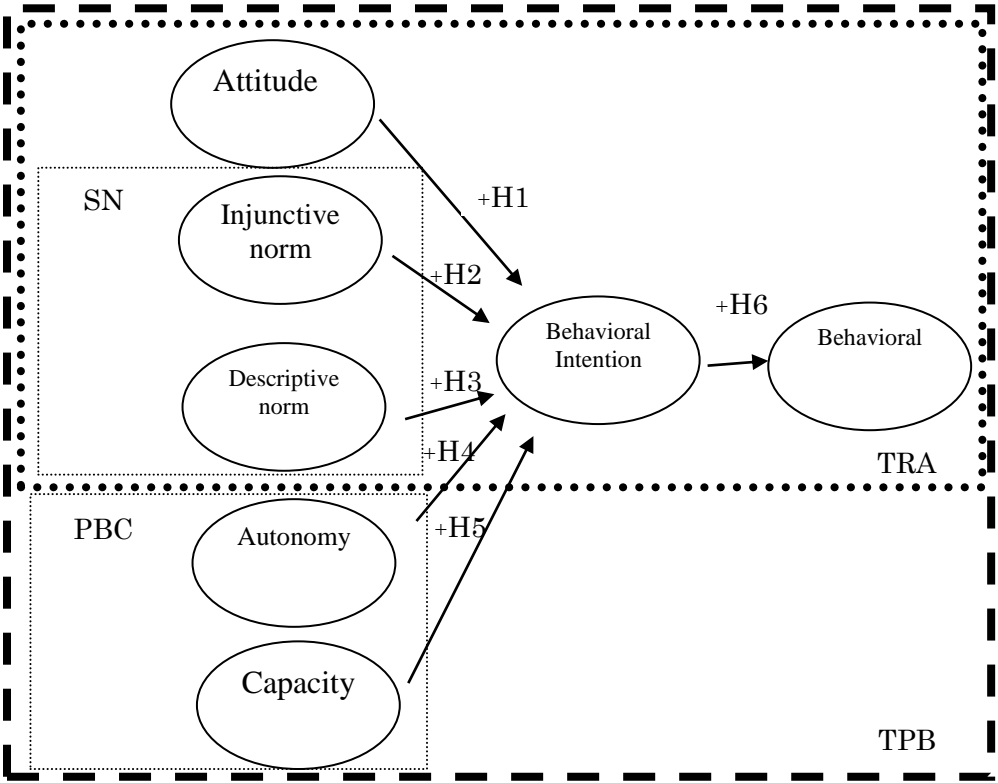 Attitude
SN
Injunctive
norm
+H1
+H2
Descriptive
norm
+H3
+H4
Behavioral
Intention
+H6
Behavioral
TRA
PBC
Autonomy
+H5
Capacity
TPB